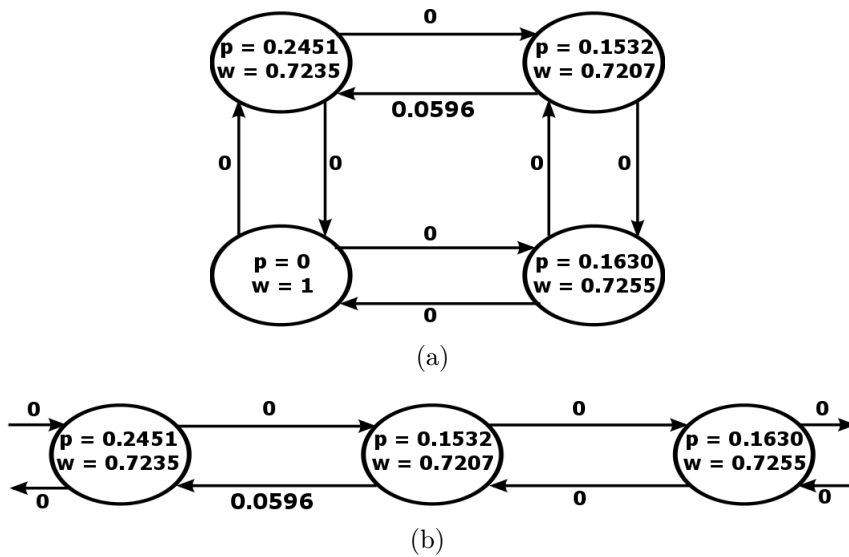 0
p = 0.2451
w = 0.7235
p = 0.1532
w = 0.7207
0.0596
0
0
0
0
0
p = 0
w = 1
p = 0.1630
w = 0.7255
0
(a)
0
0
0
0
p = 0.2451
w = 0.7235
p = 0.1532
w = 0.7207
p = 0.1630
w = 0.7255
0
0.0596
0
0
(b)